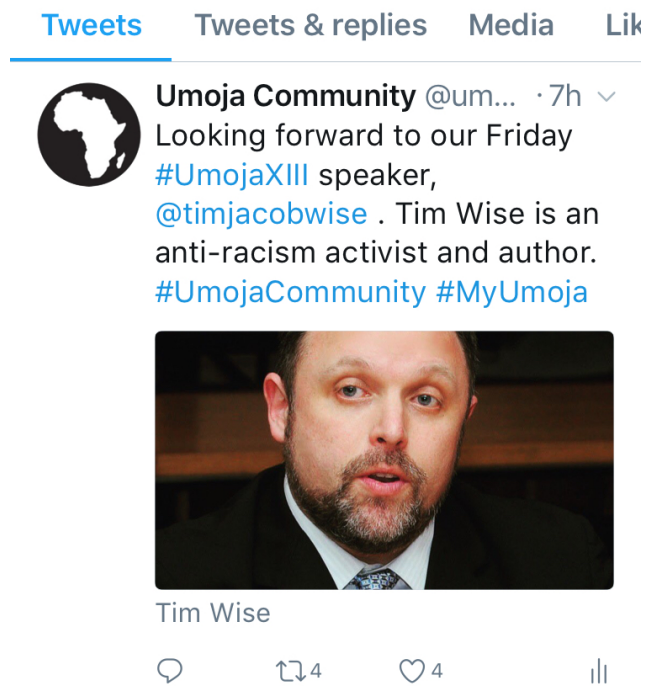 Tweets Tweets & replies Media Lik
Umoja Community @um... · 7h
Looking forward to our Friday
#UmojaXIII speaker,
@timjacobwise . Tim Wise is an
anti-racism activist and author.
#UmojaCommunity #MyUmoja
Tim Wise
4 4